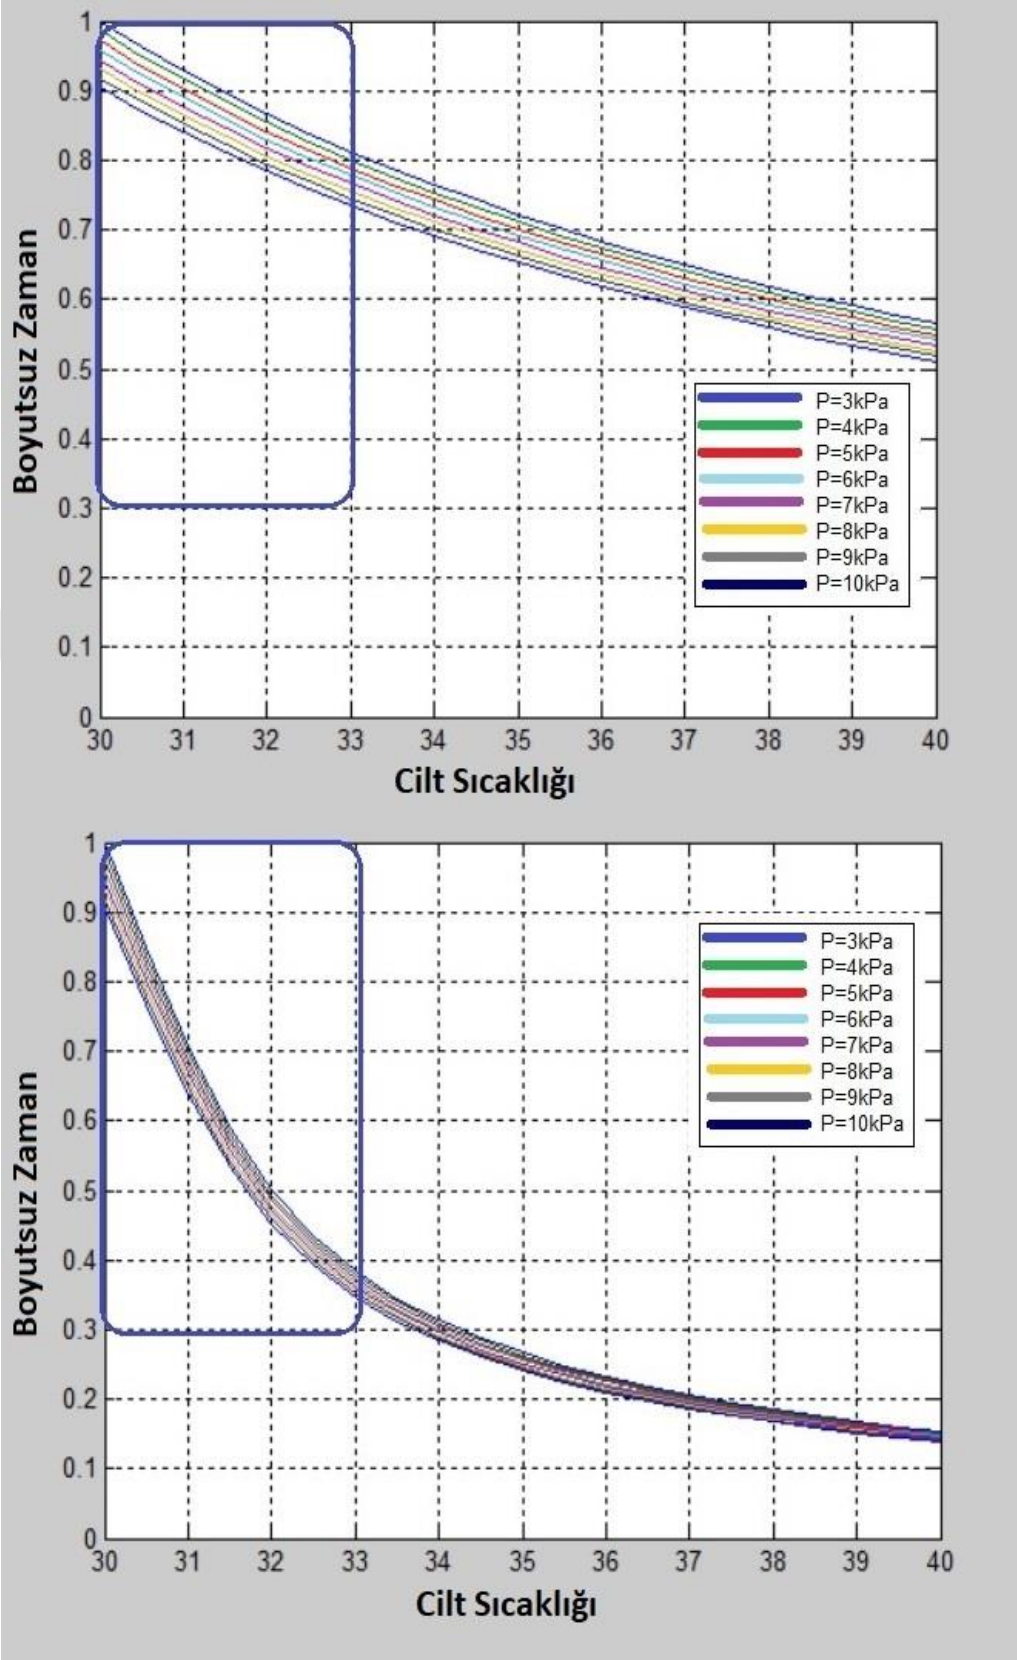 1
0.9
0.8
0.7
0.6
0.5
0.4
0.3
0.2
0.1
0
Boyutsuz Zaman
P=3kPa
P=4kPa
P=5kPa
P=6kPa
P=7kPa
P=8kPa
P=9kPa
P=10kPa
30 31 32 33 34 35 36 37 38 39 40
Cilt Sıcaklığı
1
0.9
0.8
0.7
0.6
0.5
0.4
0.3
0.2
0.1
0
Boyutsuz Zaman
P=3kPa
P=4kPa
P=5kPa
P=6kPa
P=7kPa
P=8kPa
P=9kPa
P=10kPa
30 31 32 33 34 35 36 37 38 39 40
Cilt Sıcaklığı